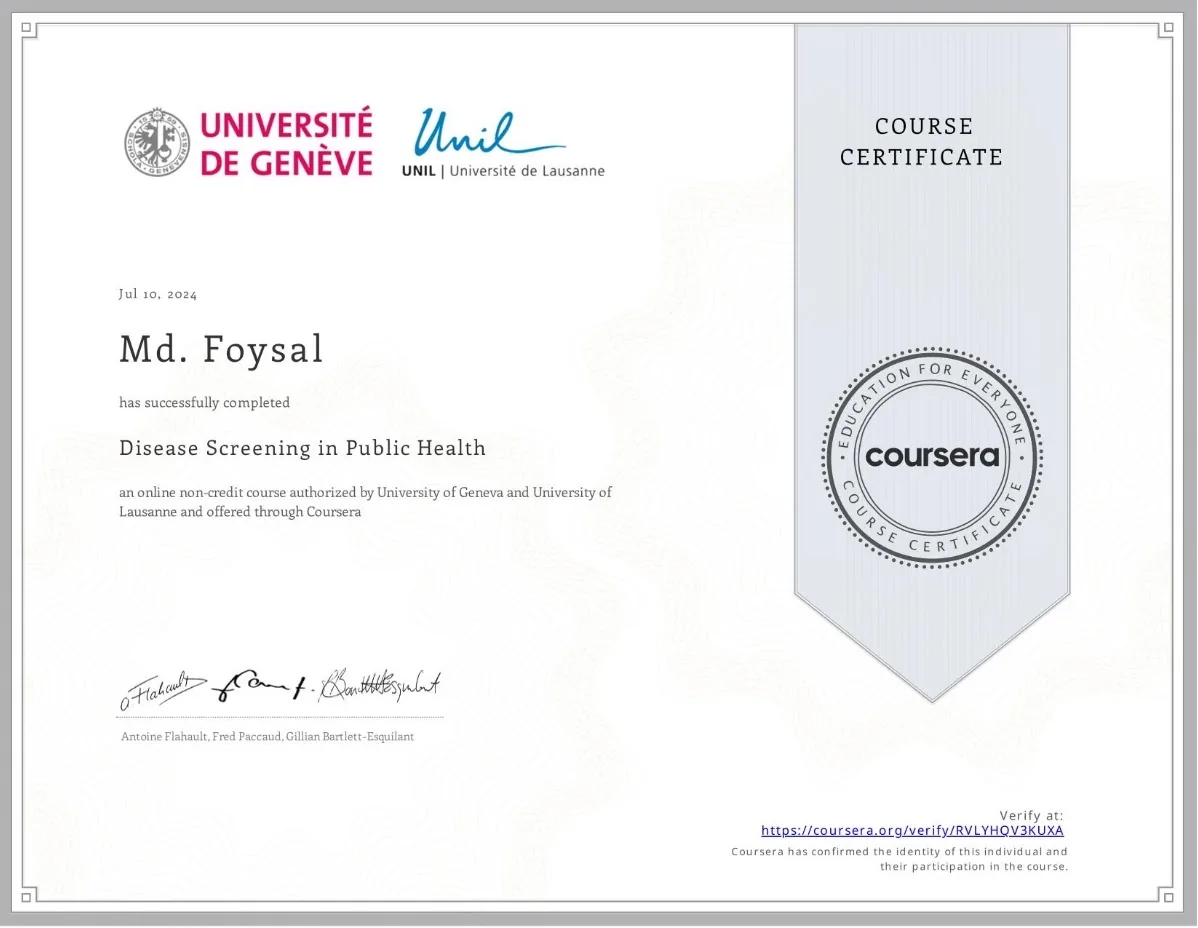 UNIVERSITÉ
DE GENÈVE
Unil
UNIL | Université de Lausanne
COURSE
CERTIFICATE
Jul 10, 2024
Md. Foysal
has successfully completed
Disease Screening in Public Health
an online non-credit course authorized by University of Geneva and University of
Lausanne and offered through Coursera
EDUCATION FOR EVERYONE
coursera
COURSE CERTIFICATE
Antoine Flahault, Fred Paccaud, Gillian Bartlett-Esquilant
Verify at:
https://coursera.org/verify/RVLYHQV3KUXA
Coursera has confirmed the identity of this individual and
their participation in the course.